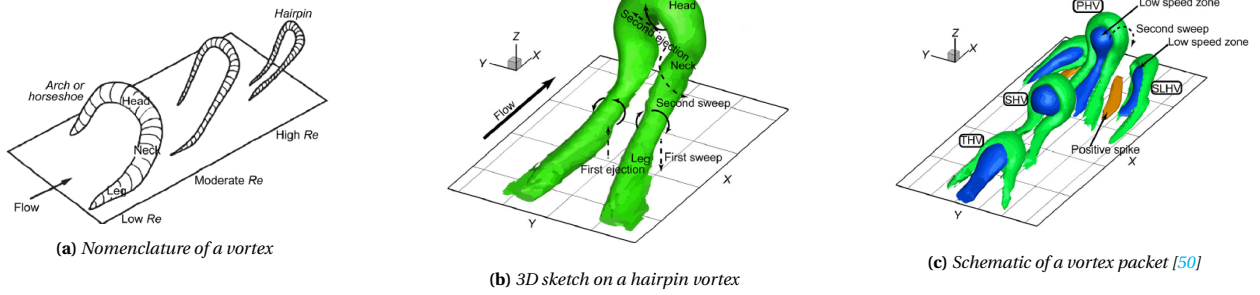 Arch or
horseshoe
Head
Neck
Leg
Flow
Low Re
Moderate Re
High Re
Hairpin
(a) Nomenclature of a vortex
Head
Second ejection
Neck
Second sweep
Z
X
Y
Flow
Leg
First sweep
First ejection
X
Y
(b) 3D sketch on a hairpin vortex
PHV
Low speed zone
Second sweep
Low speed zone
Z
X
Y
SHV
SLHV
THV
Positive spike
X
Y
(c) Schematic of a vortex packet [50]